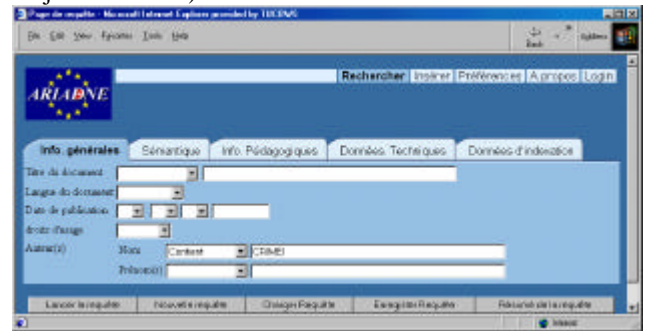 Page de requête - Microsoft Internet Explorer provided by TUCOWS
File Edit View Favorites Tools Help
Back
Address
ARIADNE
Rechercher Insérer Préférences A propos Login
Info. générales Sémantique Info. Pédagogiques Données Techniques Données d'indexation
Titre du document
Langue du document
Date de publication
droits d'usage
Auteur(s) Nom Contient
Prénom(s)
Lancer la requête Nouvelle requête Charger Requête Enregistrer Requête Résumé de la requête
Internet